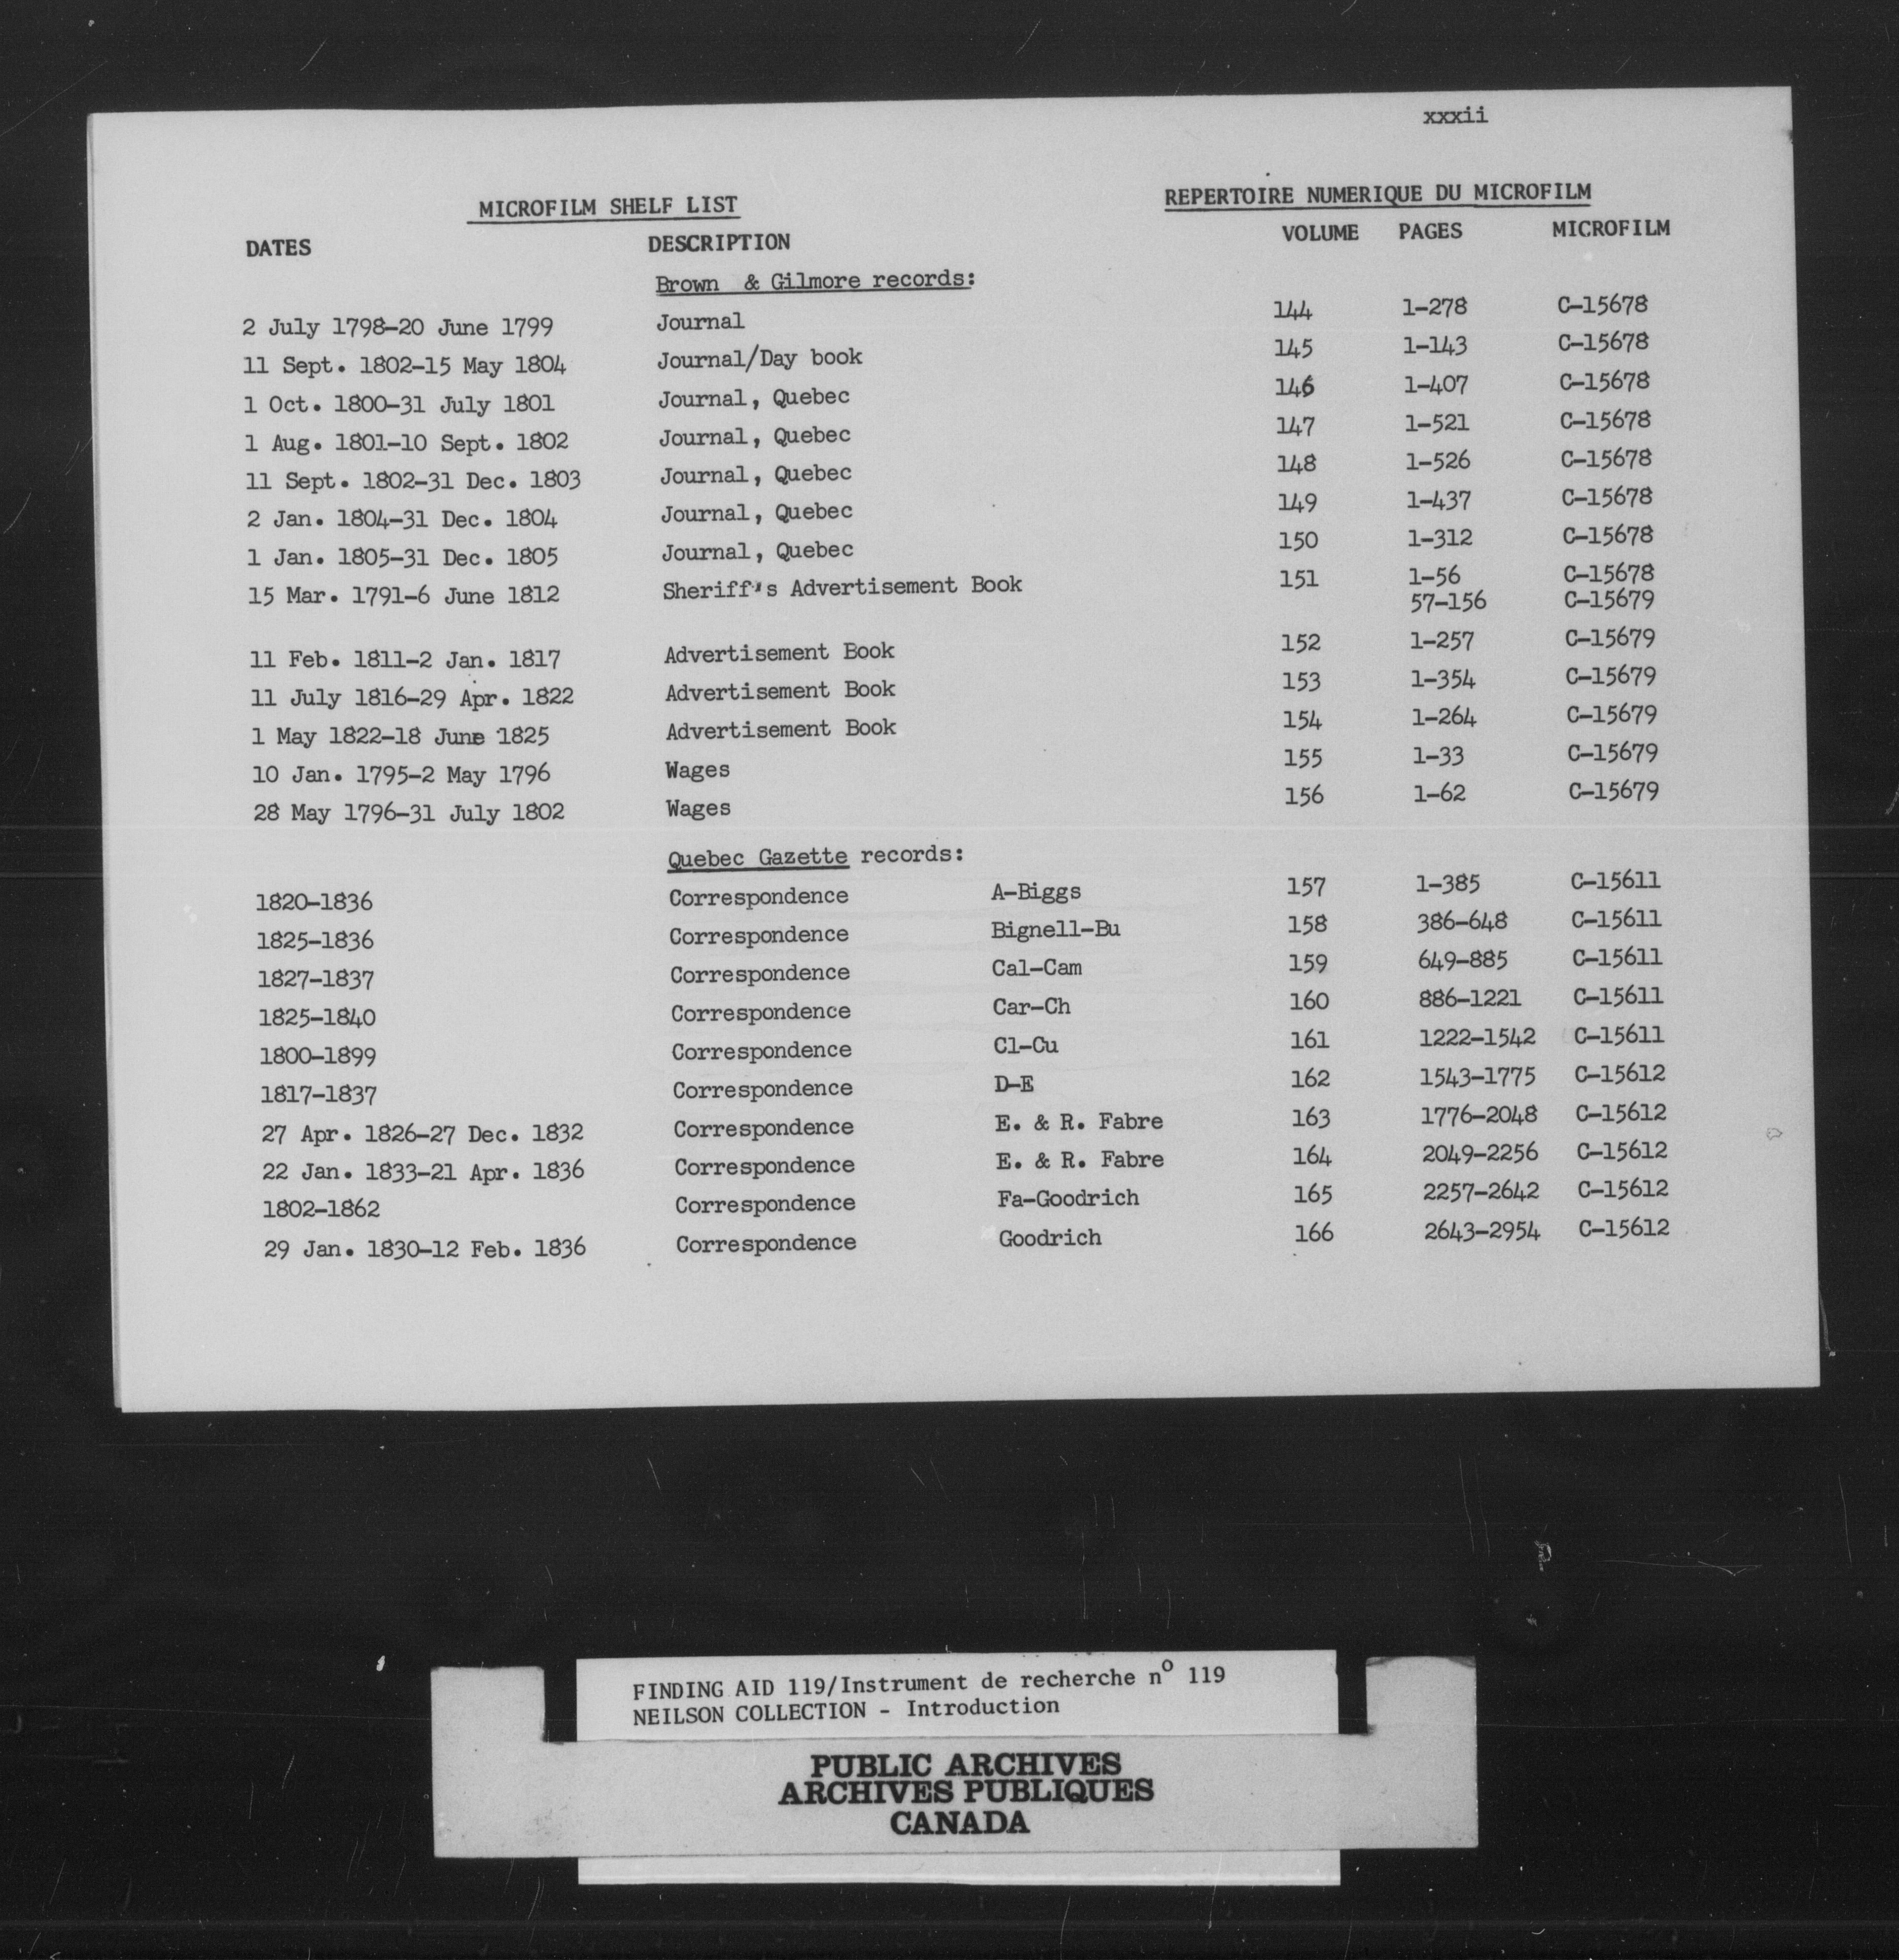 xxxii
MICROFILM SHELF LIST REPERTOIRE NUMERIQUE DU MICROFILM
DATES DESCRIPTION VOLUME PAGES MICROFILM
Brown & Gilmore records:
2 July 1798-20 June 1799 Journal 144 1-278 C-15678
11 Sept. 1802-15 May 1804 Journal/Day book 145 1-143 C-15678
1 Oct. 1800-31 July 1801 Journal, Quebec 146 1-407 C-15678
1 Aug. 1801-10 Sept. 1802 Journal, Quebec 147 1-521 C-15678
11 Sept. 1802-31 Dec. 1803 Journal, Quebec 148 1-526 C-15678
2 Jan. 1804-31 Dec. 1804 Journal, Quebec 149 1-437 C-15678
1 Jan. 1805-31 Dec. 1805 Journal, Quebec 150 1-312 C-15678
15 Mar. 1791-6 June 1812 Sheriff's Advertisement Book 151 1-56 C-15678
57-156 C-15679
11 Feb. 1811-2 Jan. 1817 Advertisement Book 152 1-257 C-15679
11 July 1816-29 Apr. 1822 Advertisement Book 153 1-354 C-15679
1 May 1822-18 June 1825 Advertisement Book 154 1-264 C-15679
10 Jan. 1795-2 May 1796 Wages 155 1-33 C-15679
28 May 1796-31 July 1802 Wages 156 1-62 C-15679
Quebec Gazette records:
1820-1836 Correspondence A-Biggs 157 1-385 C-15611
1825-1836 Correspondence Bignell-Bu 158 386-648 C-15611
1827-1837 Correspondence Cal-Cam 159 649-885 C-15611
1825-1840 Correspondence Car-Ch 160 886-1221 C-15611
1800-1899 Correspondence Cl-Cu 161 1222-1542 C-15611
1817-1837 Correspondence D-E 162 1543-1775 C-15612
27 Apr. 1826-27 Dec. 1832 Correspondence E. & R. Fabre 163 1776-2048 C-15612
22 Jan. 1833-21 Apr. 1836 Correspondence E. & R. Fabre 164 2049-2256 C-15612
1802-1862 Correspondence Fa-Goodrich 165 2257-2642 C-15612
29 Jan. 1830-12 Feb. 1836 Correspondence Goodrich 166 2643-2954 C-15612
FINDING AID 119/Instrument de recherche nº 119
NEILSON COLLECTION - Introduction
PUBLIC ARCHIVES
ARCHIVES PUBLIQUES
CANADA